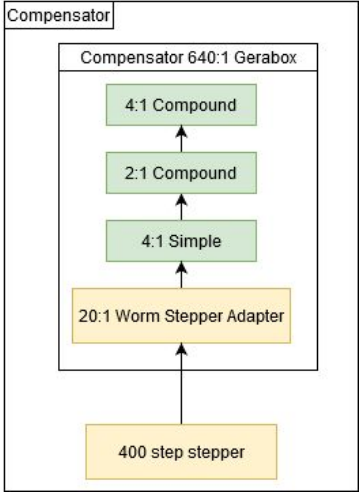 Compensator
Compensator 640:1 Gerabox
4:1 Compound
2:1 Compound
4:1 Simple
20:1 Worm Stepper Adapter
400 step stepper